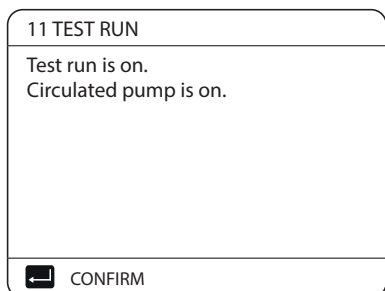 11 TEST RUN
Test run is on.
Circulated pump is on.
CONFIRM